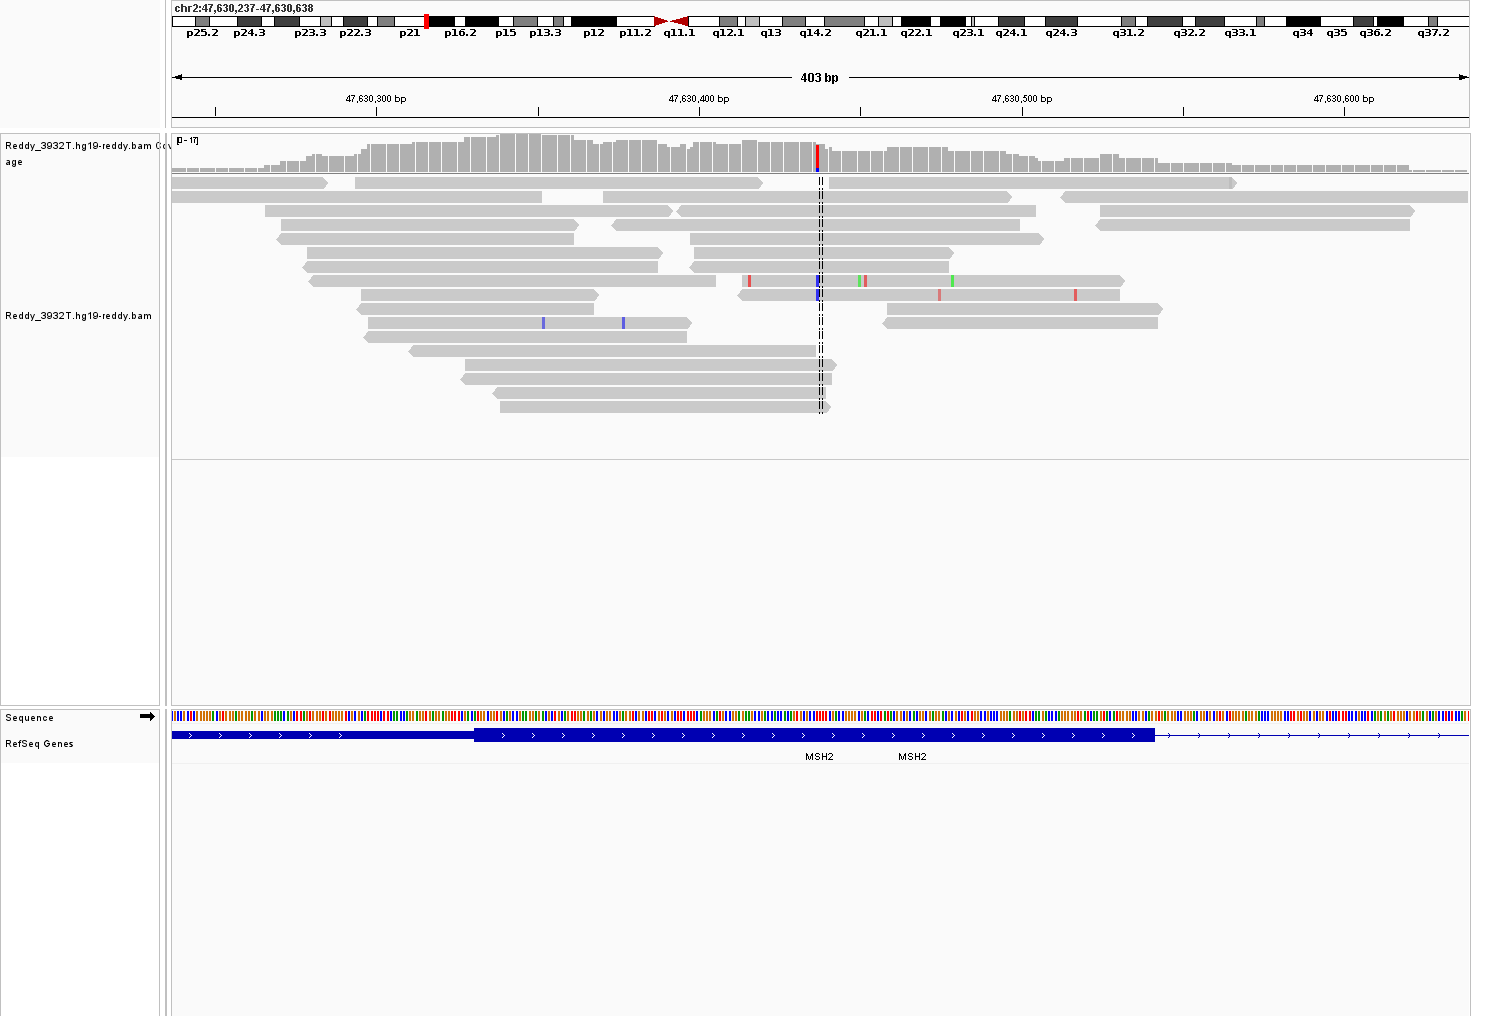 chr2:47,630,237-47,630,638
p25.2 p24.3 p23.3 p22.3 p21 p16.2 p15 p13.3 p12 p11.2 q11.1 q12.1 q13 q14.2 q21.1 q22.1 q23.1 q24.1 q24.3 q31.2 q32.2 q33.1 q34 q35 q36.2 q37.2
403 bp
47,630,300 bp 47,630,400 bp 47,630,500 bp 47,630,600 bp
Reddy_3932T.hg19-reddy.bam Cov
age
[0 - 17]
Reddy_3932T.hg19-reddy.bam
Sequence
RefSeq Genes
MSH2 MSH2